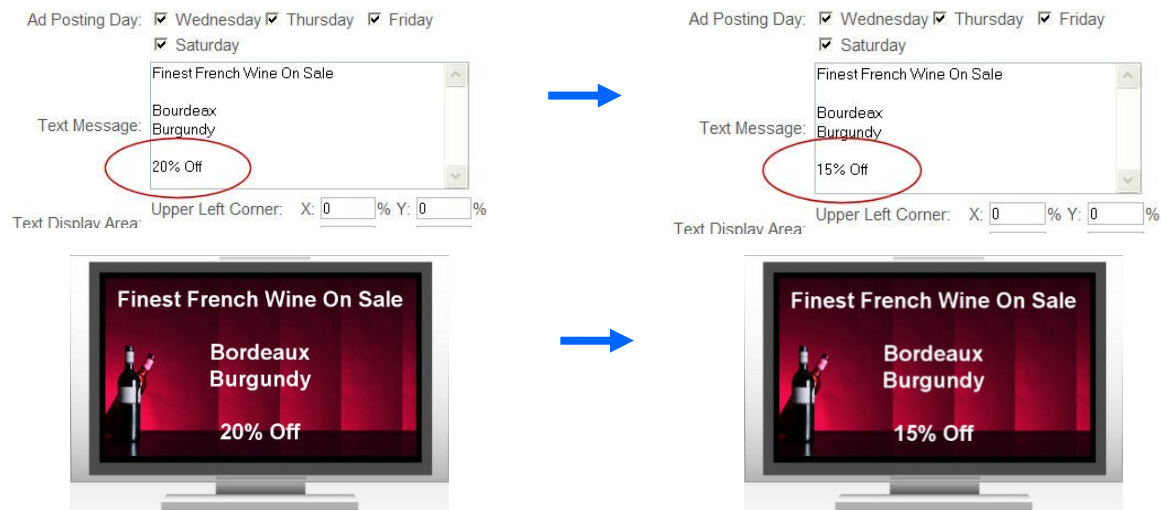 Ad Posting Day: Wednesday Thursday Friday
Saturday
Text Message:
Finest French Wine On Sale
Bourdeax
Burgundy
20% Off
Upper Left Corner: X: 0 % Y: 0 %
Text Display Area:
Ad Posting Day: Wednesday Thursday Friday
Saturday
Text Message:
Finest French Wine On Sale
Bourdeax
Burgundy
15% Off
Upper Left Corner: X: 0 % Y: 0 %
Text Display Area:
Finest French Wine On Sale
Bordeaux
Burgundy
20% Off
Finest French Wine On Sale
Bordeaux
Burgundy
15% Off